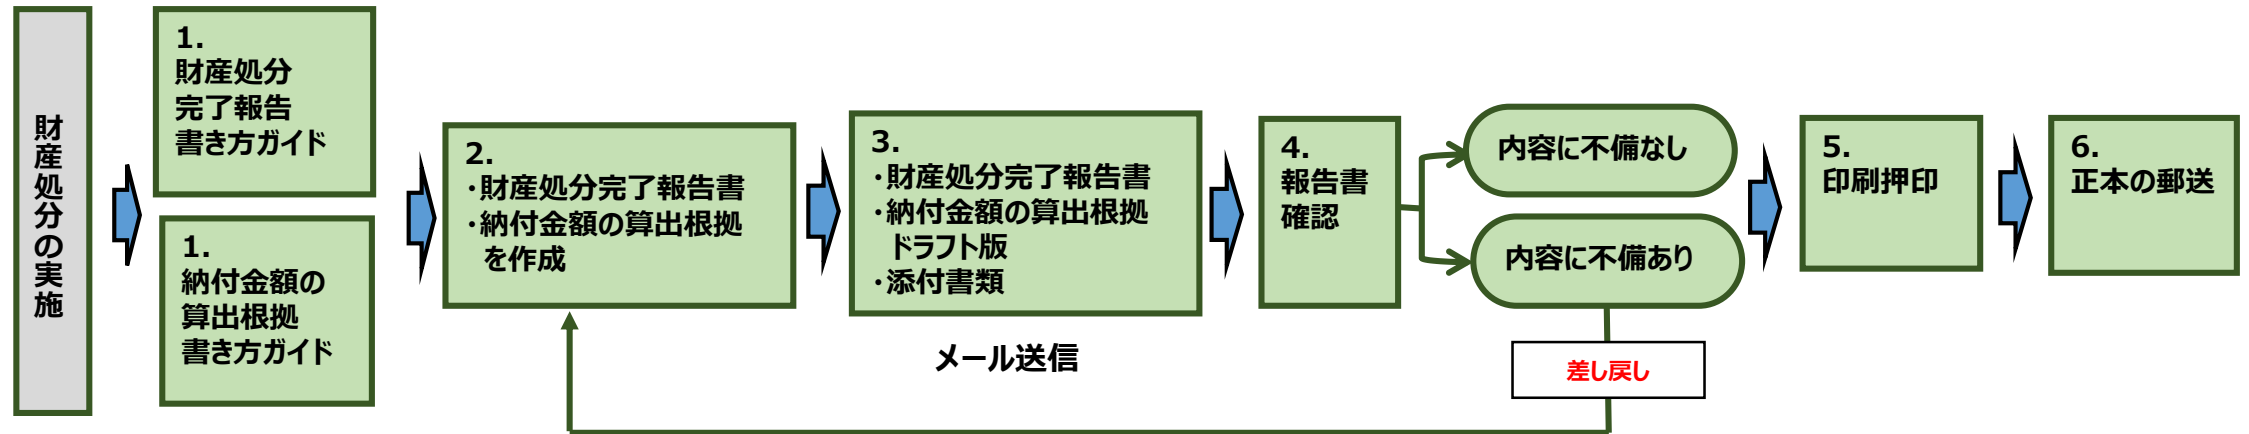 財産処分の実施
1.
財産処分
完了報告
書き方ガイド
1.
納付金額の
算出根拠
書き方ガイド
2.
・財産処分完了報告書
・納付金額の算出根拠
を作成
3.
・財産処分完了報告書
・納付金額の算出根拠
ドラフト版
・添付書類
メール送信
4.
報告書
確認
内容に不備なし
内容に不備あり
差し戻し
5.
印刷押印
6.
正本の郵送